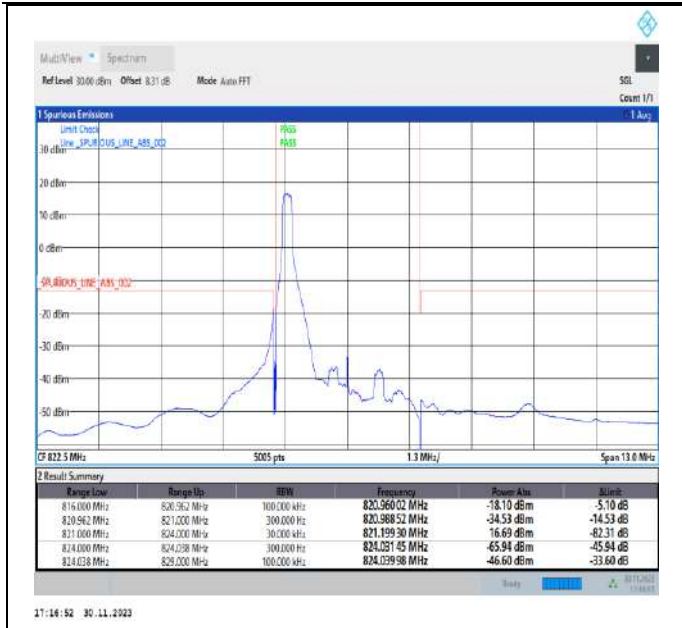 MultiView Spectrum
Ref Level 30.00 dBm Offset 8.31 dB Mode Auto FFT SGL
Count 1/1
1 Spurious Emissions 1 Avg
Limit Check PASS
Line _SPURIOUS_LINE_ABS_002 PASS
30 dBm
20 dBm
10 dBm
0 dBm
_SPURIOUS_LINE_ABS_002
-20 dBm
-30 dBm
-40 dBm
-50 dBm
CF 822.5 MHz 5005 pts 1.3 MHz/ Span 13.0 MHz
2 Result Summary
Range Low Range Up RBW Frequency Power Abs ΔLimit
816.000 MHz 820.962 MHz 100.000 kHz 820.96002 MHz -18.10 dBm -5.10 dB
820.962 MHz 821.000 MHz 300.000 Hz 820.98852 MHz -34.53 dBm -14.53 dB
821.000 MHz 824.000 MHz 30.000 kHz 821.19930 MHz 16.69 dBm -82.31 dB
824.000 MHz 824.038 MHz 300.000 Hz 824.03145 MHz -65.94 dBm -45.94 dB
824.038 MHz 829.000 MHz 100.000 kHz 824.03998 MHz -46.60 dBm -33.60 dB
Ready
17:16:52 30.11.2023